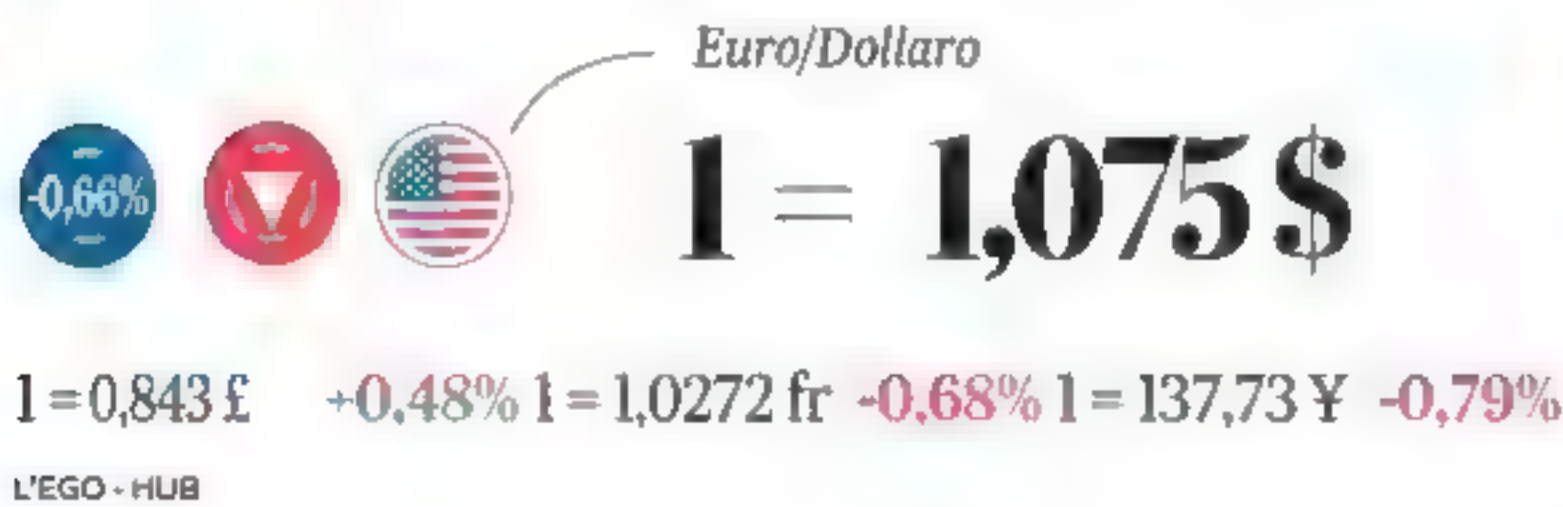 Euro/Dollaro
-0,66%
1 = 1,075 $
1 = 0,843 £ +0,48% 1 = 1,0272 fr -0,68% 1 = 137,73 ¥ -0,79%
L'EGO - HUB